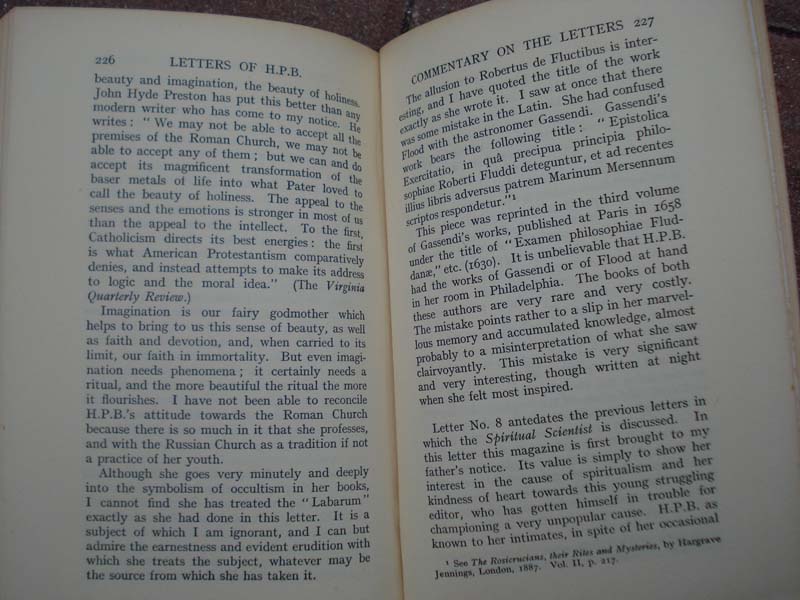 226 LETTERS OF H.P.B.
beauty and imagination, the beauty of holiness.
John Hyde Preston has put this better than any
modern writer who has come to my notice. He
writes: " We may not be able to accept all the
premises of the Roman Church, we may not be
able to accept any of them; but we can and do
accept its magnificent transformation of the
baser metals of life into what Pater loved to
call the beauty of holiness. The appeal to the
senses and the emotions is stronger in most of us
than the appeal to the intellect. To the first,
Catholicism directs its best energies: the first
is what American Protestantism comparatively
denies, and instead attempts to make its address
to logic and the moral idea." (The Virginia
Quarterly Review.)
Imagination is our fairy godmother which
helps to bring to us this sense of beauty, as well
as faith and devotion, and, when carried to its
limit, our faith in immortality. But even imagi-
nation needs phenomena; it certainly needs a
ritual, and the more beautiful the ritual the more
it flourishes. I have not been able to reconcile
H.P.B.'s attitude towards the Roman Church
because there is so much in it that she professes,
and with the Russian Church as a tradition if not
a practice of her youth.
Although she goes very minutely and deeply
into the symbolism of occultism in her books,
I cannot find she has treated the "Labarum"
exactly as she had done in this letter. It is a
subject of which I am ignorant, and I can but
admire the earnestness and evident erudition with
which she treats the subject, whatever may be
the source from which she has taken it.
COMMENTARY ON THE LETTERS 227
The allusion to Robertus de Fluctibus is inter-
esting, and I have quoted the title of the work
exactly as she wrote it. I saw at once that there
was some mistake in the Latin. She had confused
Flood with the astronomer Gassendi. Gassendi's
work bears the following title: " Epistolica
Exercitatio, in quâ precipua principia philo-
sophiae Roberti Fluddi deteguntur, et ad recentes
illius libris adversus patrem Marinum Mersennum
scriptos respondetur."¹
This piece was reprinted in the third volume
of Gassendi's works, published at Paris in 1658
under the title of " Examen philosophiae Flud-
danæ," etc. (1630). It is unbelievable that H.P.B.
had the works of Gassendi or of Flood at hand
in her room in Philadelphia. The books of both
these authors are very rare and very costly.
The mistake points rather to a slip in her marvel-
lous memory and accumulated knowledge, almost
probably to a misinterpretation of what she saw
clairvoyantly. This mistake is very significant
and very interesting, though written at night
when she felt most inspired.
Letter No. 8 antedates the previous letters in
which the Spiritual Scientist is discussed. In
this letter this magazine is first brought to my
father's notice. Its value is simply to show her
interest in the cause of spiritualism and her
kindness of heart towards this young struggling
editor, who has gotten himself in trouble for
championing a very unpopular cause. H.P.B. as
known to her intimates, in spite of her occasional
¹ See The Rosicrucians, their Rites and Mysteries, by Hargrave
Jennings, London, 1887. Vol. II, p. 217.